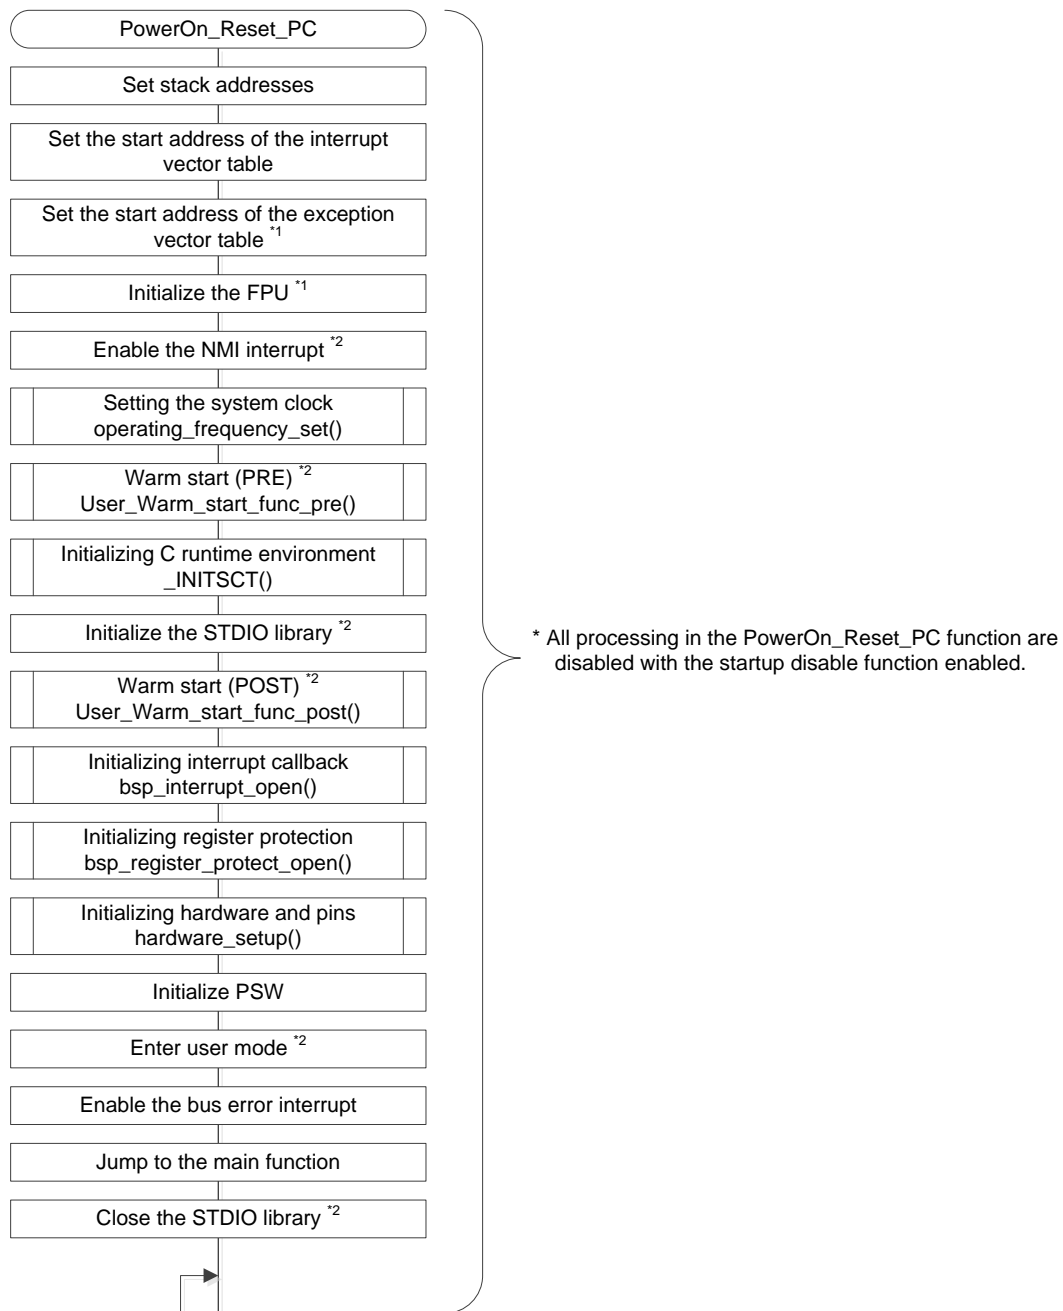 PowerOn_Reset_PC
Set stack addresses
Set the start address of the interrupt
vector table
Set the start address of the exception
vector table *1
Initialize the FPU *1
Enable the NMI interrupt *2
Setting the system clock
operating_frequency_set()
Warm start (PRE) *2
User_Warm_start_func_pre()
Initializing C runtime environment
_INITSCT()
Initialize the STDIO library *2
Warm start (POST) *2
User_Warm_start_func_post()
Initializing interrupt callback
bsp_interrupt_open()
Initializing register protection
bsp_register_protect_open()
Initializing hardware and pins
hardware_setup()
Initialize PSW
Enter user mode *2
Enable the bus error interrupt
Jump to the main function
Close the STDIO library *2
* All processing in the PowerOn_Reset_PC function are
disabled with the startup disable function enabled.